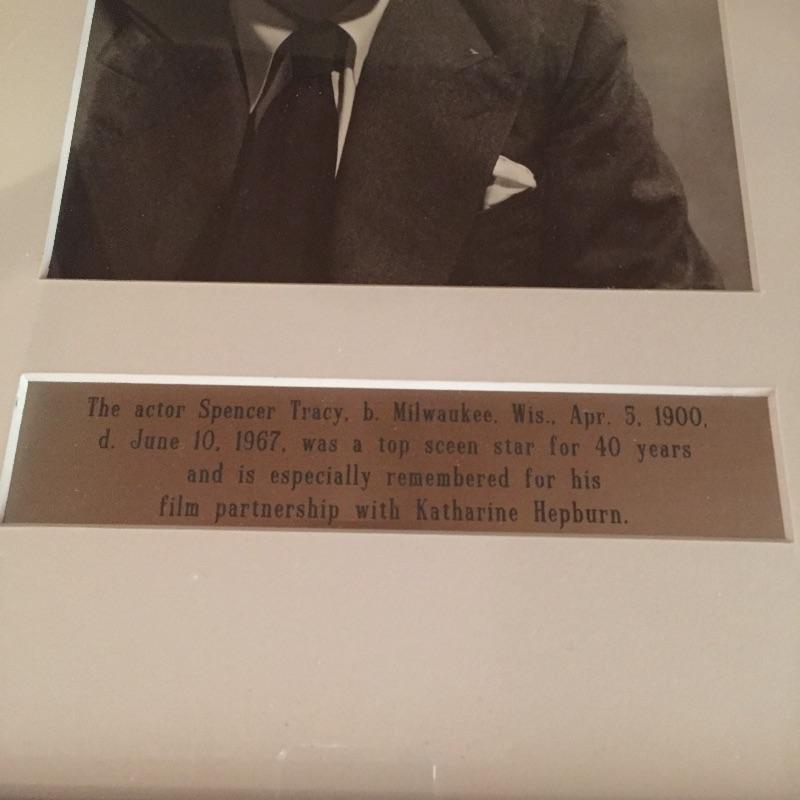 The actor Spencer Tracy, b. Milwaukee, Wis., Apr. 5, 1900,
d. June 10, 1967, was a top sceen star for 40 years
and is especially remembered for his
film partnership with Katharine Hepburn.